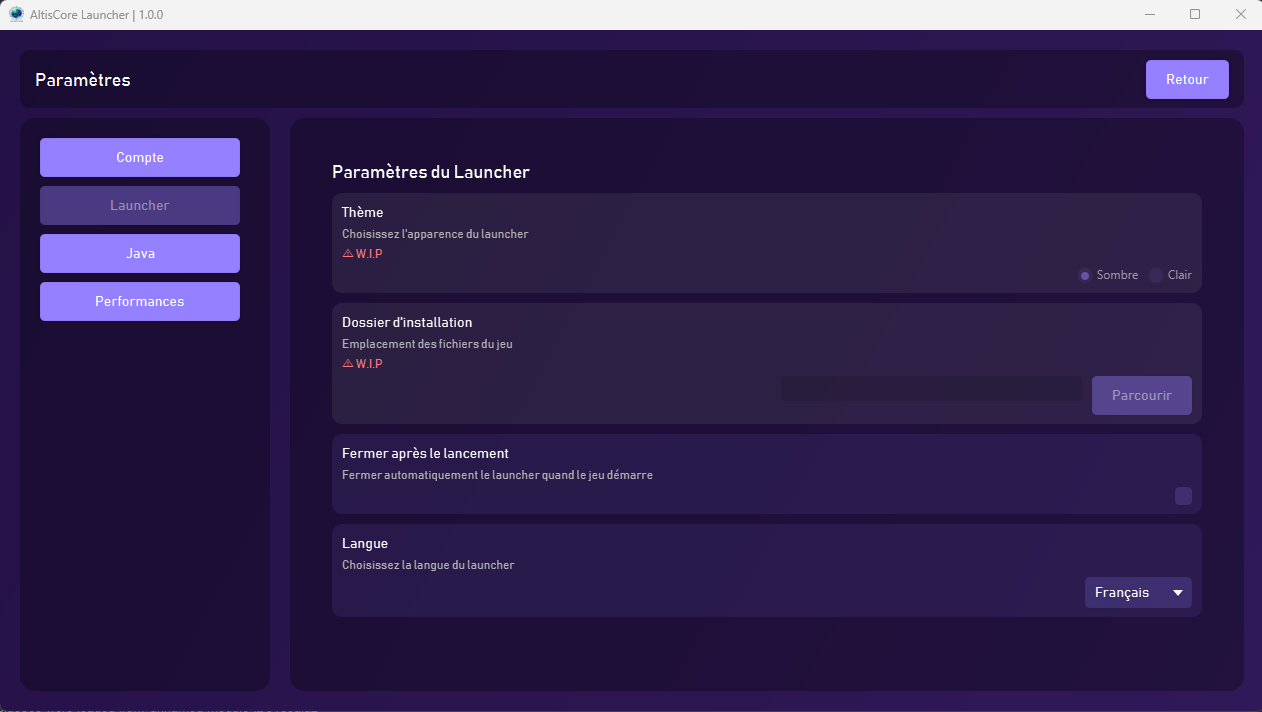 AltisCore Launcher | 1.0.0
Paramètres
Retour
Compte
Launcher
Java
Performances
Paramètres du Launcher
Thème
Choisissez l'apparence du launcher
⚠ W.I.P
Sombre
Clair
Dossier d'installation
Emplacement des fichiers du jeu
⚠ W.I.P
Parcourir
Fermer après le lancement
Fermer automatiquement le launcher quand le jeu démarre
Langue
Choisissez la langue du launcher
Français